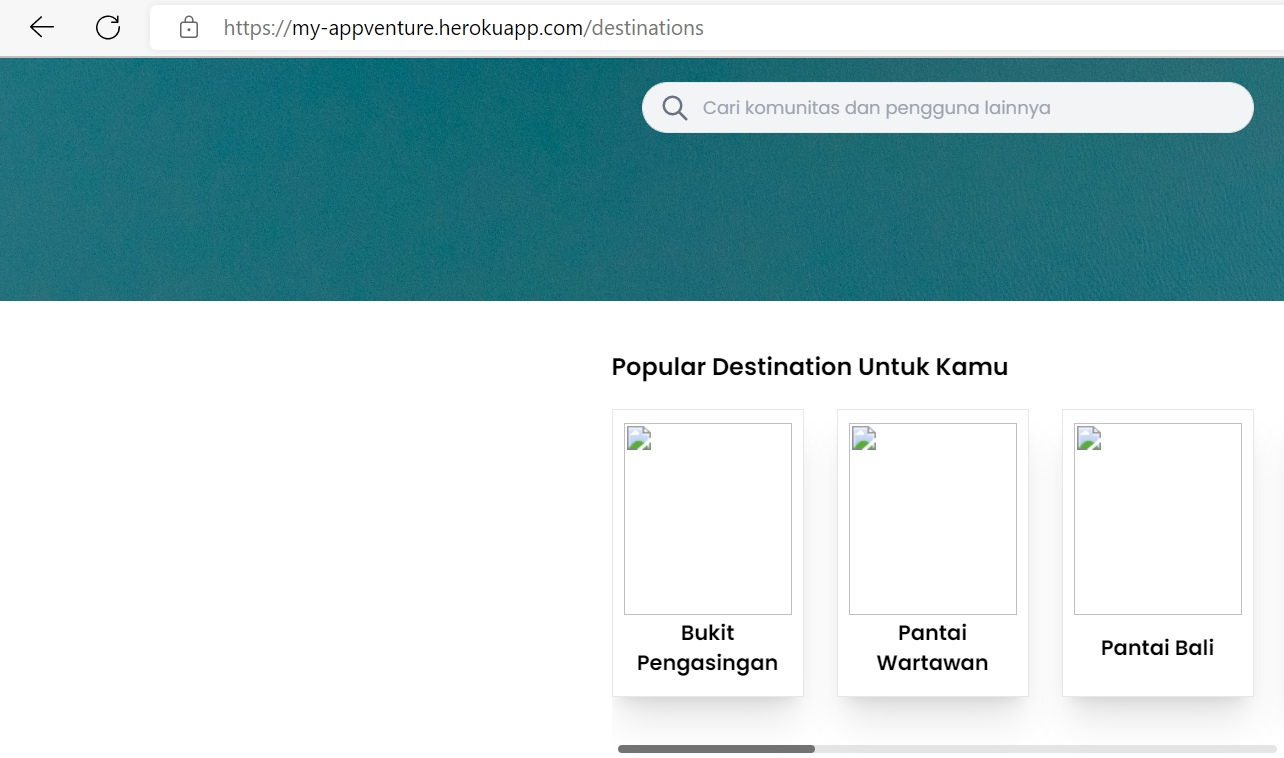 https://my-appventure.herokuapp.com/destinations
Cari komunitas dan pengguna lainnya
Popular Destination Untuk Kamu
Bukit
Pengasingan
Pantai
Wartawan
Pantai Bali